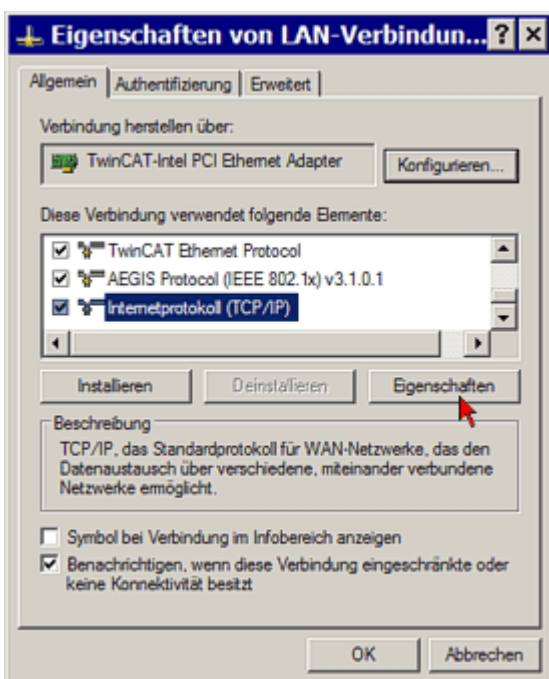 Eigenschaften von LAN-Verbindun...
Allgemein Authentifizierung Erweitert
Verbindung herstellen über:
TwinCAT-Intel PCI Ethernet Adapter Konfigurieren...
Diese Verbindung verwendet folgende Elemente:
TwinCAT Ethernet Protocol
AEGIS Protocol (IEEE 802.1x) v3.1.0.1
Internetprotokoll (TCP/IP)
Installieren Deinstallieren Eigenschaften
Beschreibung
TCP/IP, das Standardprotokoll für WAN-Netzwerke, das den
Datenaustausch über verschiedene, miteinander verbundene
Netzwerke ermöglicht.
Symbol bei Verbindung im Infobereich anzeigen
Benachrichtigen, wenn diese Verbindung eingeschränkte oder
keine Konnektivität besitzt
OK Abbrechen